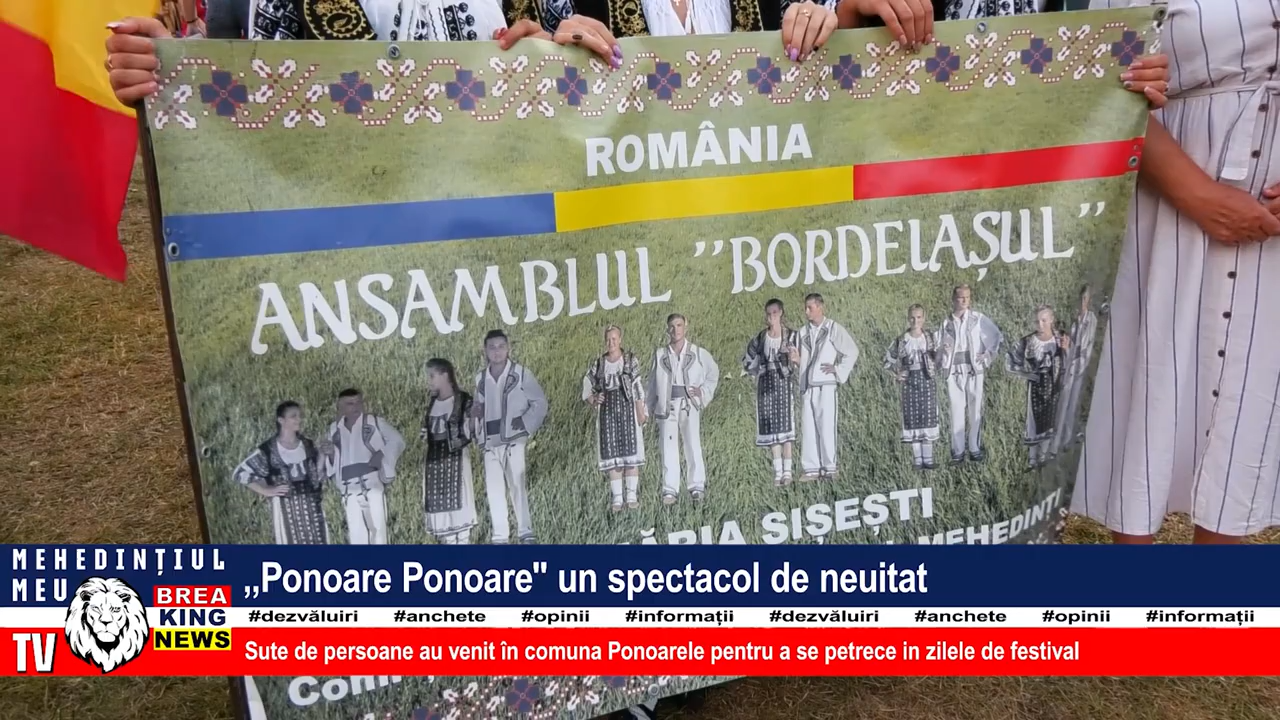 ROMÂNIA
ANSAMBLUL ”BORDEIAȘUL”
SIȘEȘTI
MEHEDINȚI
MEHEDINȚIUL
MEU
TV
BREA
KING
NEWS
,,Ponoare Ponoare" un spectacol de neuitat
#dezvăluiri #anchete #opinii #informații #dezvăluiri #anchete #opinii #informații
Sute de persoane au venit în comuna Ponoarele pentru a se petrece in zilele de festival